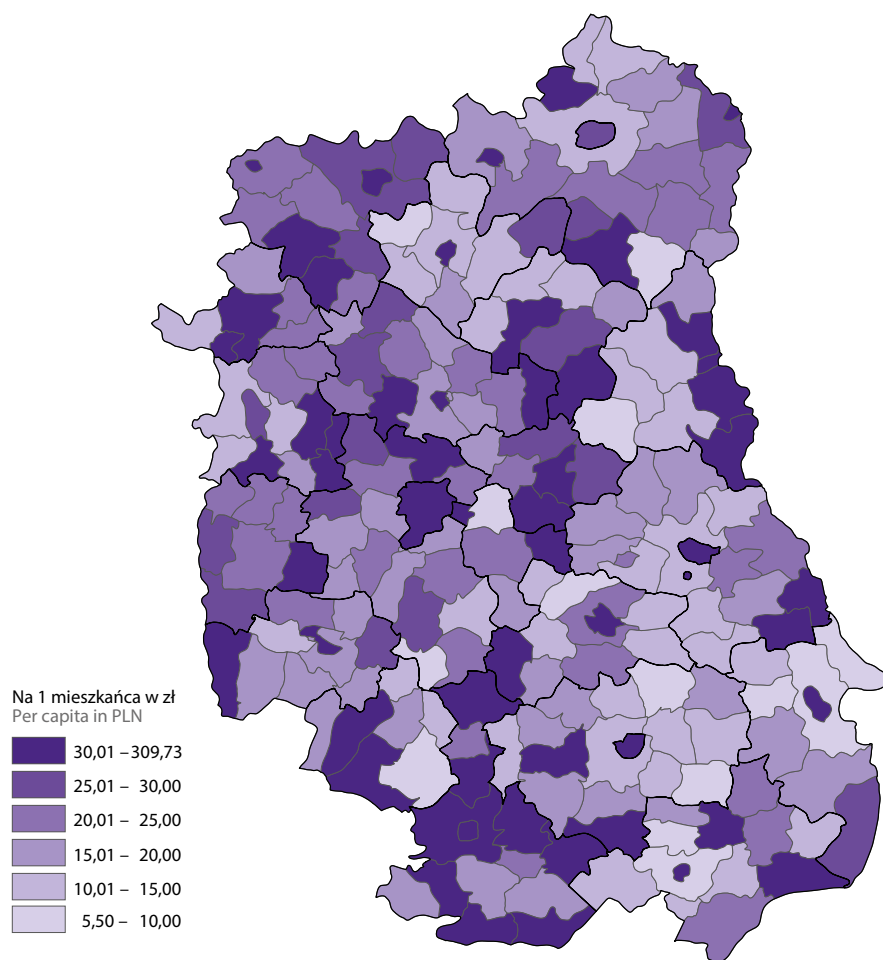 Na 1 mieszkańca w zł
Per capita in PLN
30,01 –309,73
25,01 – 30,00
20,01 – 25,00
15,01 – 20,00
10,01 – 15,00
5,50 – 10,00